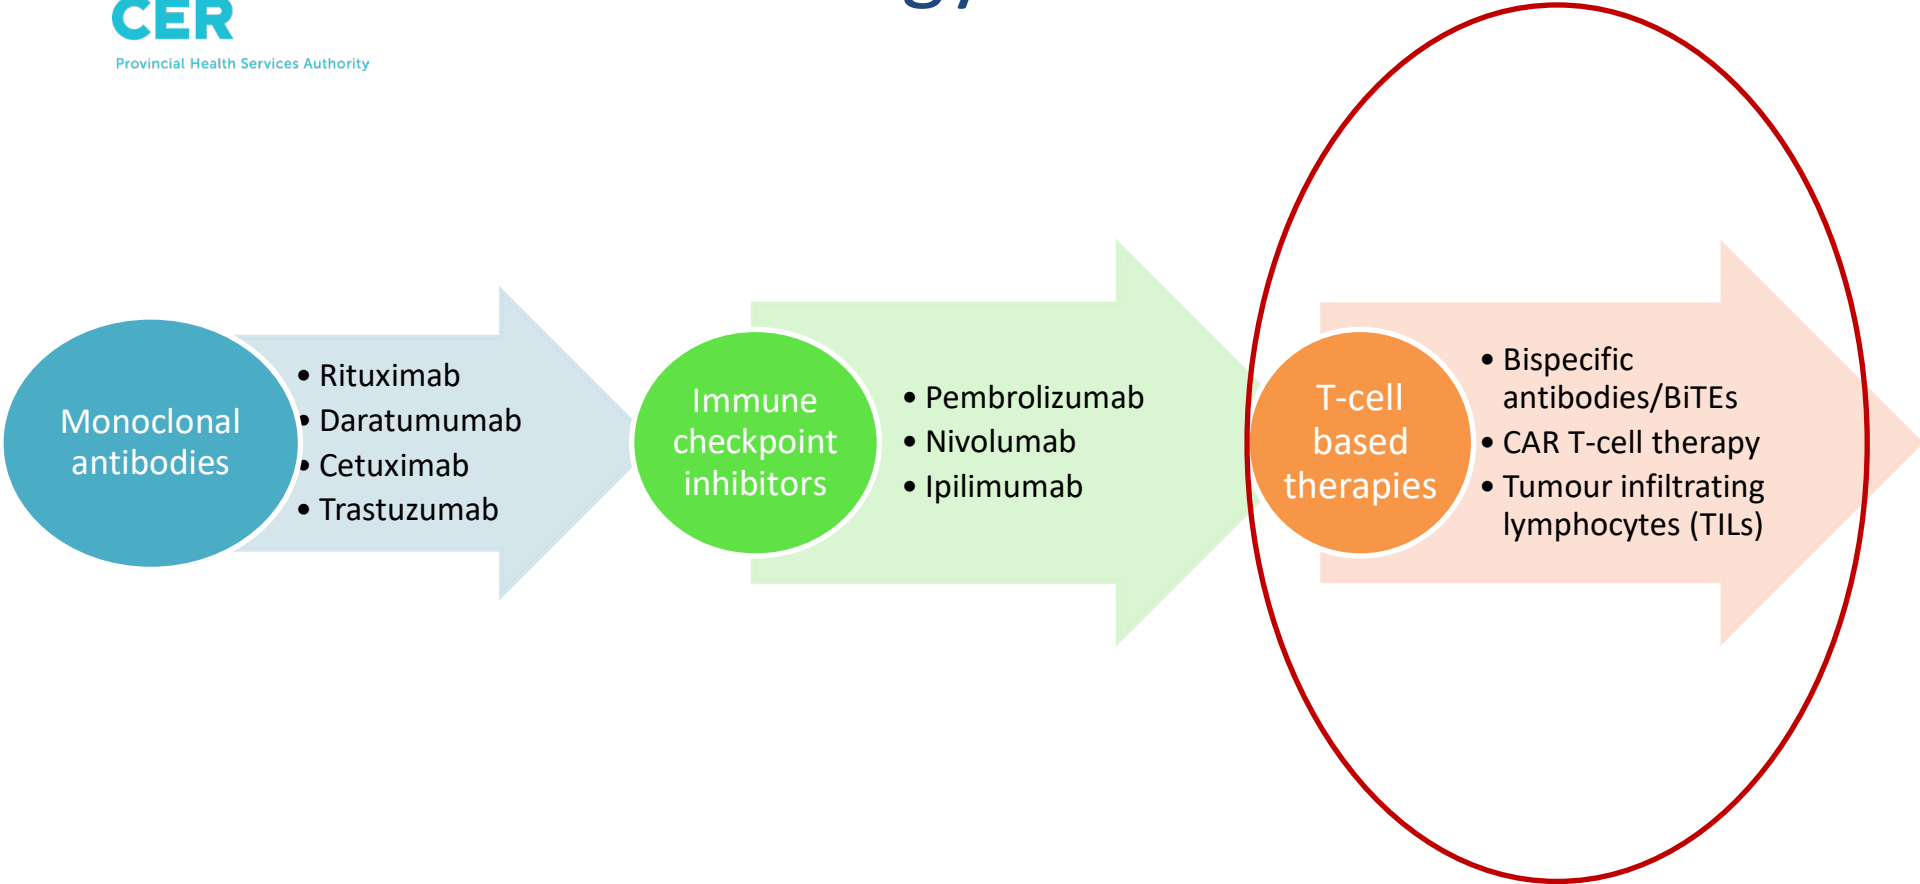 CER
Provincial Health Services Authority
Monoclonal
antibodies
• Rituximab
• Daratumumab
• Cetuximab
• Trastuzumab
Immune
checkpoint
inhibitors
• Pembrolizumab
• Nivolumab
• Ipilimumab
T-cell
based
therapies
• Bispecific
antibodies/BiTEs
• CAR T-cell therapy
• Tumour infiltrating
lymphocytes (TILs)